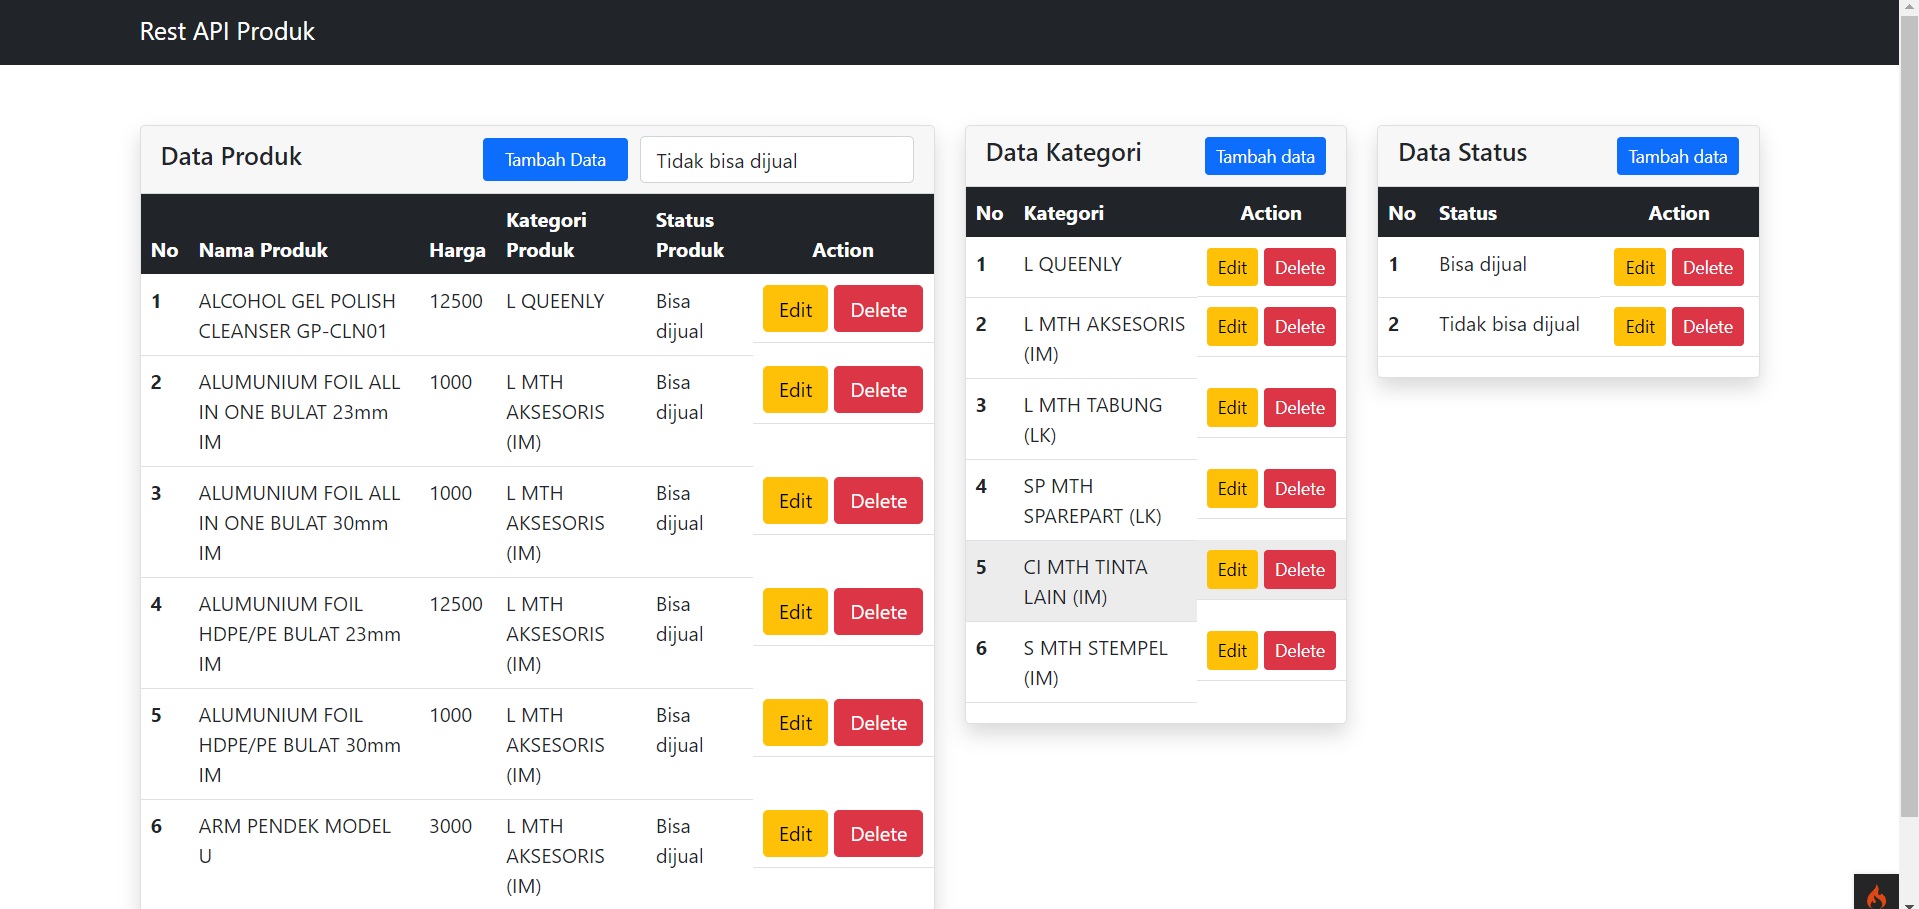 Rest API Produk
Data Produk
Tambah Data
Tidak bisa dijual
No Nama Produk Harga Kategori Produk Status Produk Action
1 ALCOHOL GEL POLISH 12500 L QUEENLY Bisa Edit Delete
CLEANSER GP-CLN01 dijual
2 ALUMUNIUM FOIL ALL 1000 L MTH Bisa Edit Delete
IN ONE BULAT 23mm AKSESORIS dijual
IM (IM)
3 ALUMUNIUM FOIL ALL 1000 L MTH Bisa Edit Delete
IN ONE BULAT 30mm AKSESORIS dijual
IM (IM)
4 ALUMUNIUM FOIL 12500 L MTH Bisa Edit Delete
HDPE/PE BULAT 23mm AKSESORIS dijual
IM (IM)
5 ALUMUNIUM FOIL 1000 L MTH Bisa Edit Delete
HDPE/PE BULAT 30mm AKSESORIS dijual
IM (IM)
6 ARM PENDEK MODEL 3000 L MTH Bisa Edit Delete
U AKSESORIS dijual
(IM)
Data Kategori
Tambah data
No Kategori Action
1 L QUEENLY Edit Delete
2 L MTH AKSESORIS Edit Delete
(IM)
3 L MTH TABUNG Edit Delete
(LK)
4 SP MTH Edit Delete
SPAREPART (LK)
5 CI MTH TINTA Edit Delete
LAIN (IM)
6 S MTH STEMPEL Edit Delete
(IM)
Data Status
Tambah data
No Status Action
1 Bisa dijual Edit Delete
2 Tidak bisa dijual Edit Delete